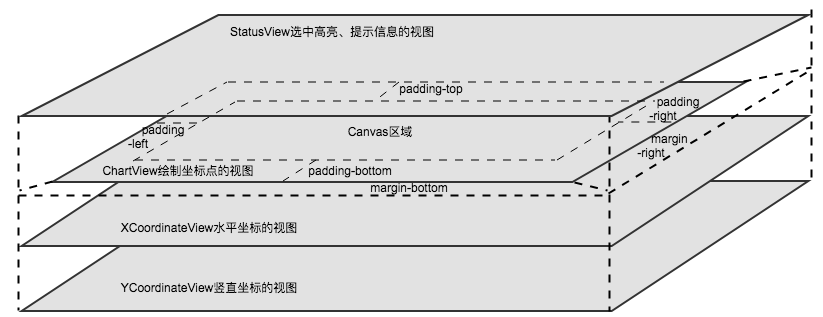 StatusView选中高亮、提示信息的视图
padding-top
padding
-right
padding
-left
Canvas区域
margin
-right
ChartView绘制坐标点的视图
padding-bottom
margin-bottom
XCoordinateView水平坐标的视图
YCoordinateView竖直坐标的视图